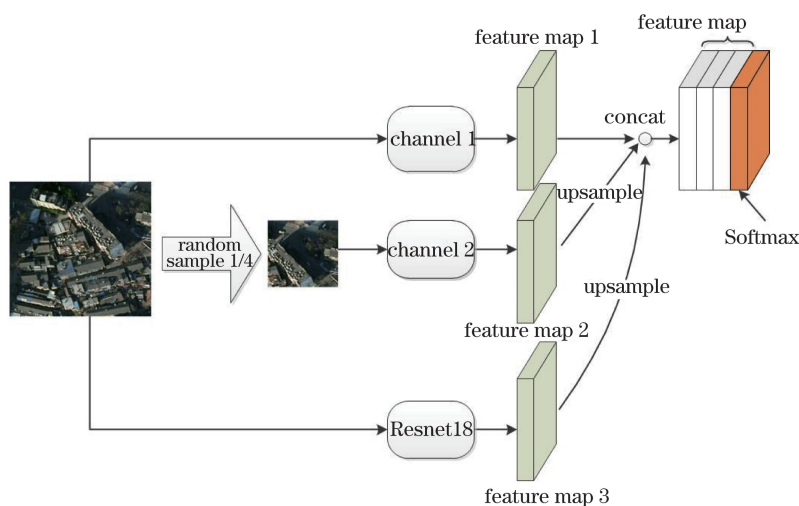 feature map 1
feature map
channel 1
concat
random
sample 1/4
channel 2
upsample
Softmax
upsample
feature map 2
Resnet18
feature map 3